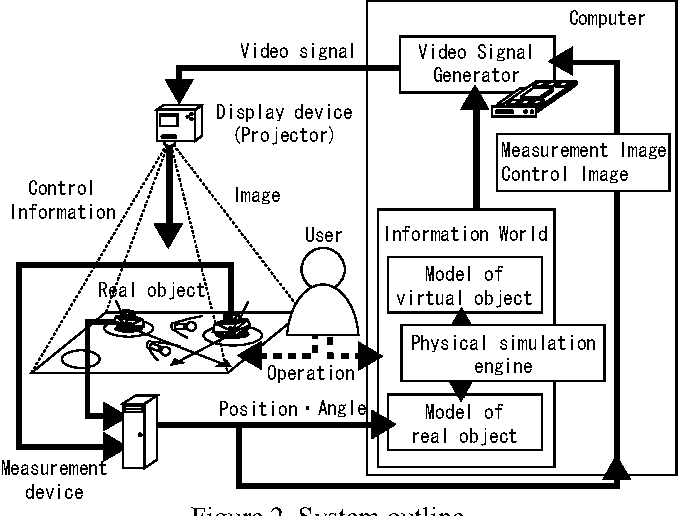 Computer
Video signal
Video Signal
Generator
Display device
(Projector)
Measurement Image
Control Image
Control
Information
Image
User
Information World
Real object
Model of
virtual object
Physical simulation
engine
Operation
Position・Angle
Model of
real object
Measurement
device
Figure 2. System outline